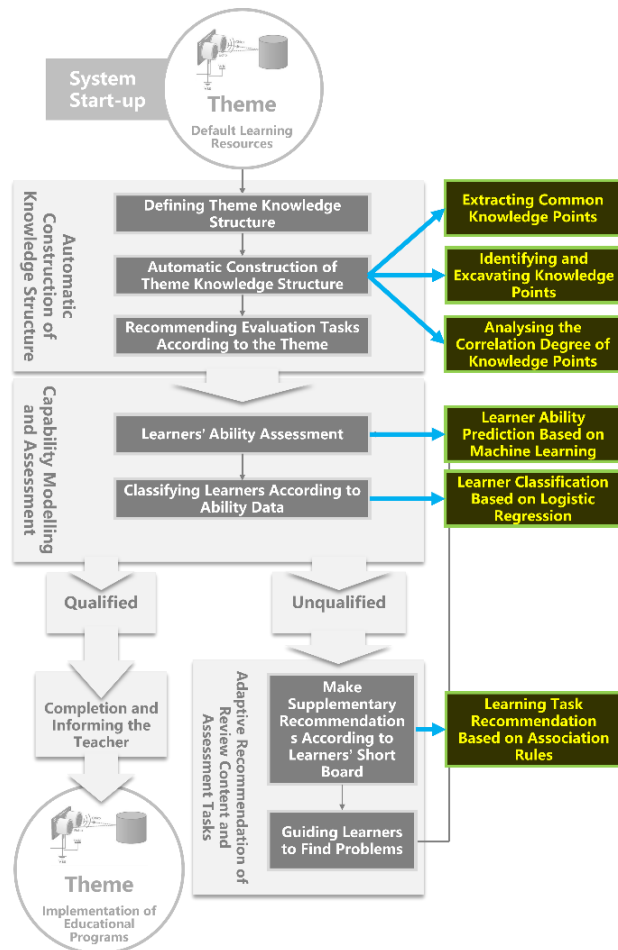 System
Start-up
Theme
Default Learning
Resources
Automatic
Construction of
Knowledge Structure
Defining Theme Knowledge
Structure
Automatic Construction of
Theme Knowledge Structure
Recommending Evaluation Tasks
According to the Theme
Extracting Common
Knowledge Points
Identifying and
Excavating Knowledge
Points
Analysing the
Correlation Degree of
Knowledge Points
Capability Modelling
and Assessment
Learners' Ability Assessment
Classifying Learners According to
Ability Data
Learner Ability
Prediction Based on
Machine Learning
Learner Classification
Based on Logistic
Regression
Qualified
Unqualified
Completion and
Informing the
Teacher
Adaptive Recommendation of
Review Content and
Assessment Tasks
Make
Supplementary
Recommendation
s According to
Learners' Short
Board
Guiding Learners
to Find Problems
Learning Task
Recommendation
Based on Association
Rules
Theme
Implementation of
Educational
Programs